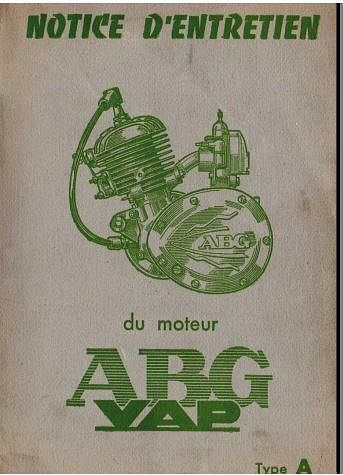 NOTICE D'ENTRETIEN
ABG
du moteur
ABG
VAP
Type A